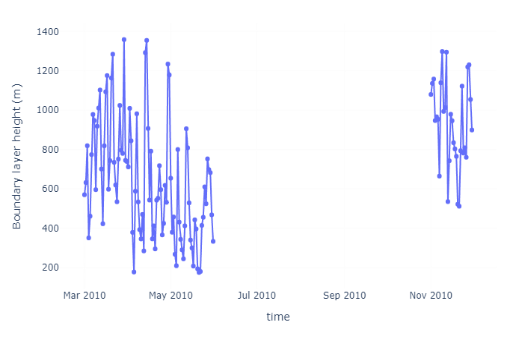 1400
1200
1000
800
600
400
200
Boundary layer height (m)
Mar 2010
May 2010
Jul 2010
Sep 2010
Nov 2010
time